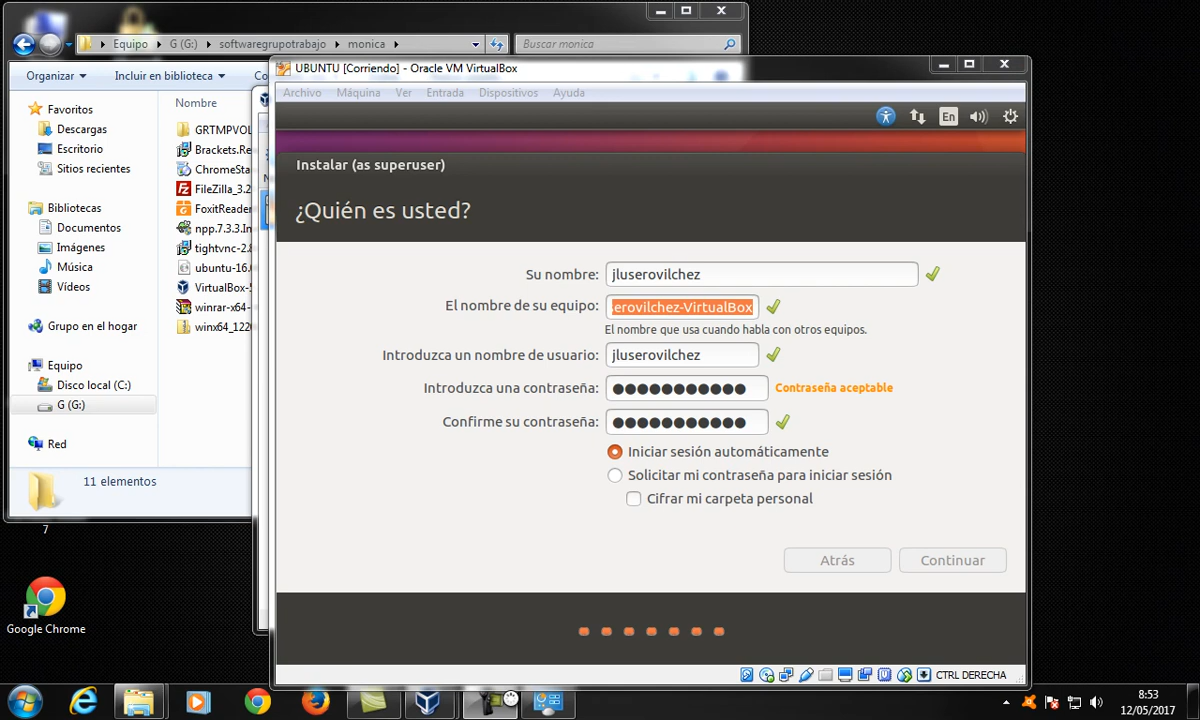 Equipo
G (G:)
softwaregrupotrabajo
monica
Buscar monica
Organizar
Incluir en biblioteca
Co
Favoritos
Descargas
Escritorio
Sitios recientes
Bibliotecas
Documentos
Imágenes
Música
Vídeos
Grupo en el hogar
Equipo
Disco local (C:)
G (G:)
Red
Nombre
GRTMPVOL
Brackets.Re
ChromeSta
FileZilla_3.2
FoxitReader
npp.7.3.3.In
tightvnc-2.8
ubuntu-16.0
VirtualBox-5
winrar-x64-
winx64_122
11 elementos
7
Google Chrome
UBUNTU [Corriendo] - Oracle VM VirtualBox
Archivo Máquina Ver Entrada Dispositivos Ayuda
En
Instalar (as superuser)
¿Quién es usted?
Su nombre: jluserovilchez
El nombre de su equipo: erovilchez-VirtualBox
El nombre que usa cuando habla con otros equipos.
Introduzca un nombre de usuario: jluserovilchez
Introduzca una contraseña: ●●●●●●●●●●● Contraseña aceptable
Confirme su contraseña: ●●●●●●●●●●●
Iniciar sesión automáticamente
Solicitar mi contraseña para iniciar sesión
Cifrar mi carpeta personal
Atrás Continuar
CTRL DERECHA
8:53
12/05/2017